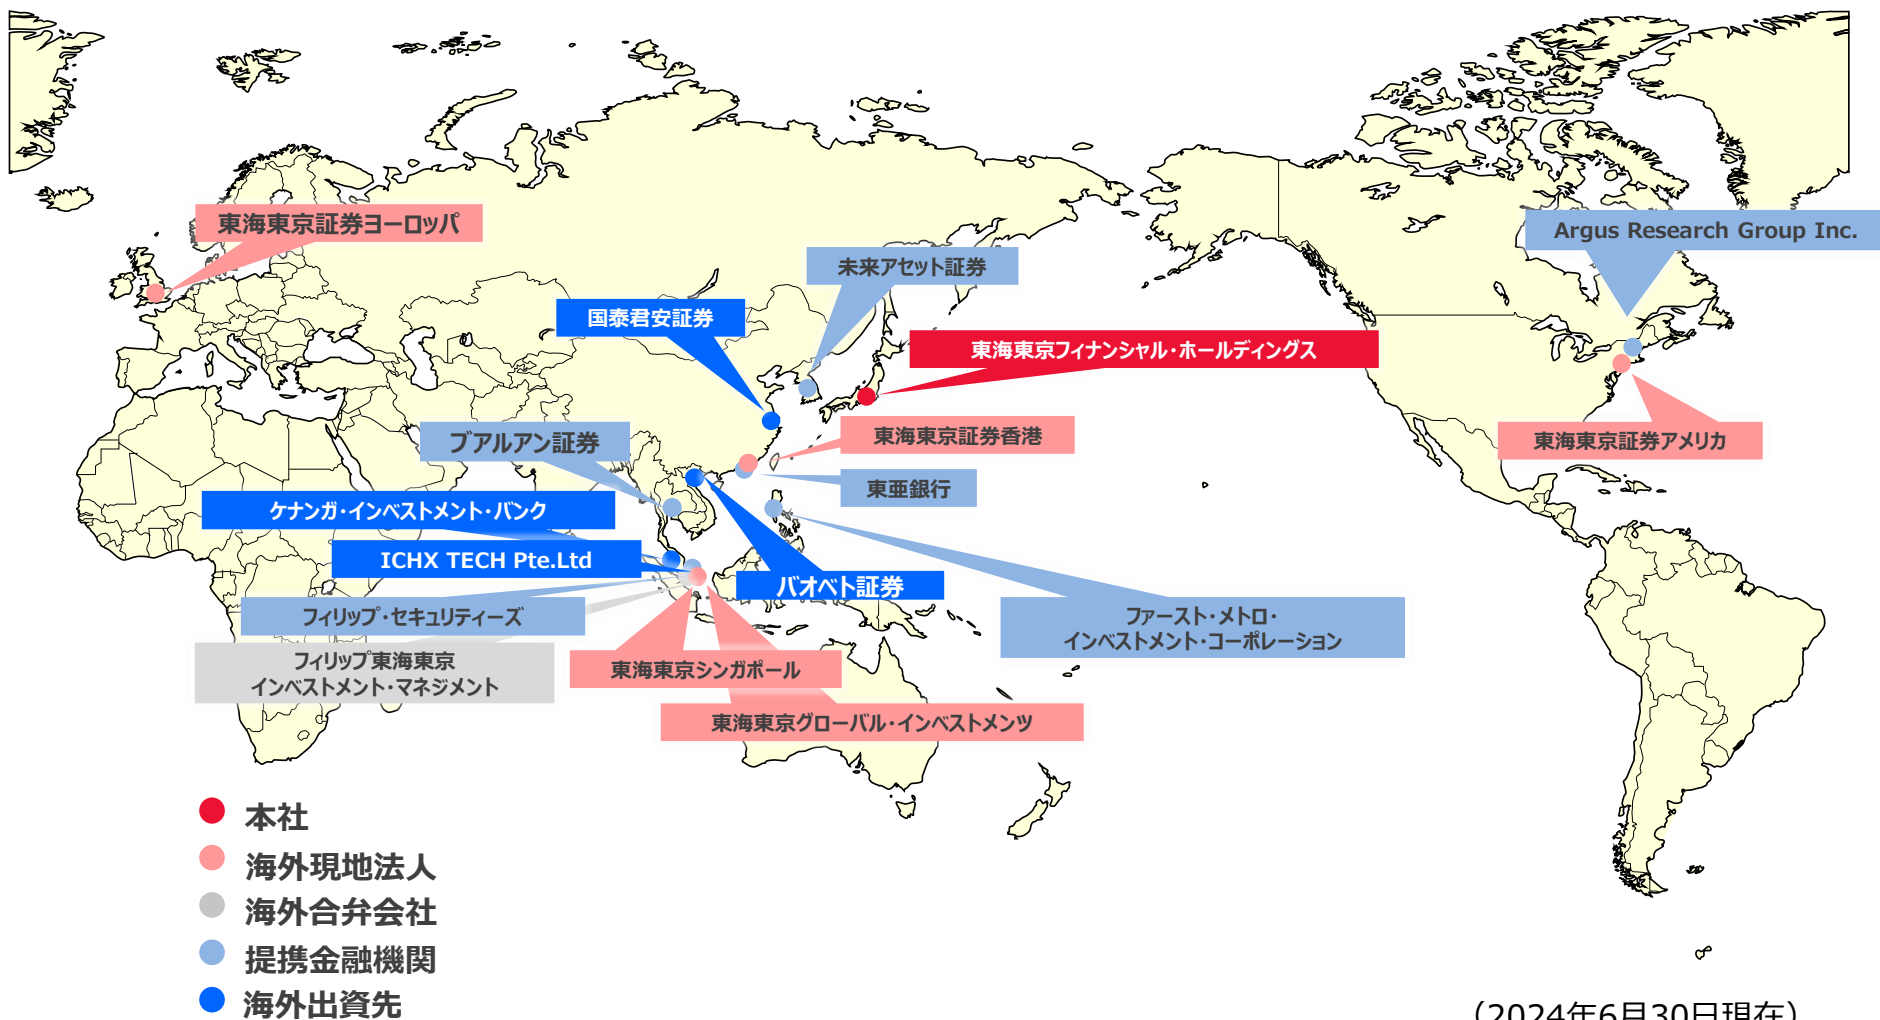 東海東京証券ヨーロッパ
Argus Research Group Inc.
未来アセット証券
国泰君安証券
東海東京フィナンシャル・ホールディングス
ブアルアン証券
東海東京証券香港
東海東京証券アメリカ
東亜銀行
ケナンガ・インベストメント・バンク
ICHX TECH Pte.Ltd
バオベト証券
フィリップ・セキュリティーズ
ファースト・メトロ・
インベストメント・コーポレーション
フィリップ東海東京
インベストメント・マネジメント
東海東京シンガポール
東海東京グローバル・インベストメンツ
本社
海外現地法人
海外合弁会社
提携金融機関
海外出資先
（2024年6月30日現在）